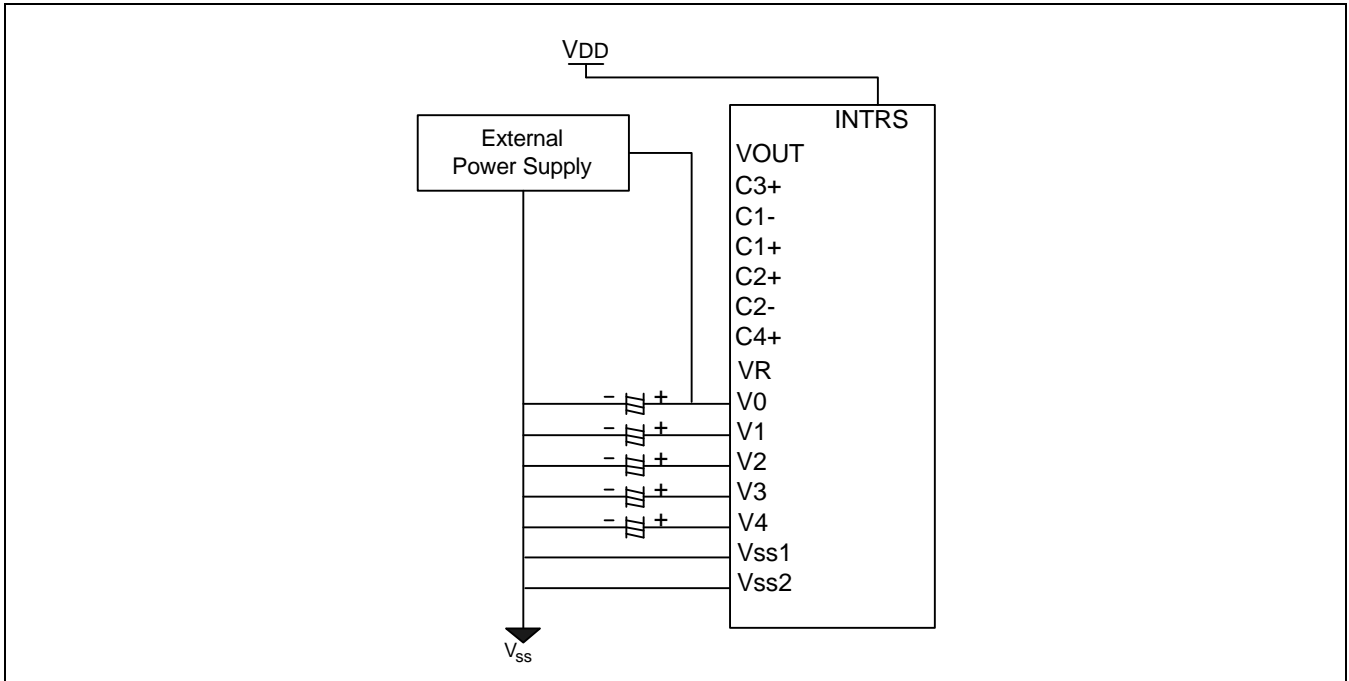 VDD
INTRS
External
Power Supply
VOUT
C3+
C1-
C1+
C2+
C2-
C4+
VR
– + V0
– + V1
– + V2
– + V3
– + V4
Vss1
Vss2
Vss